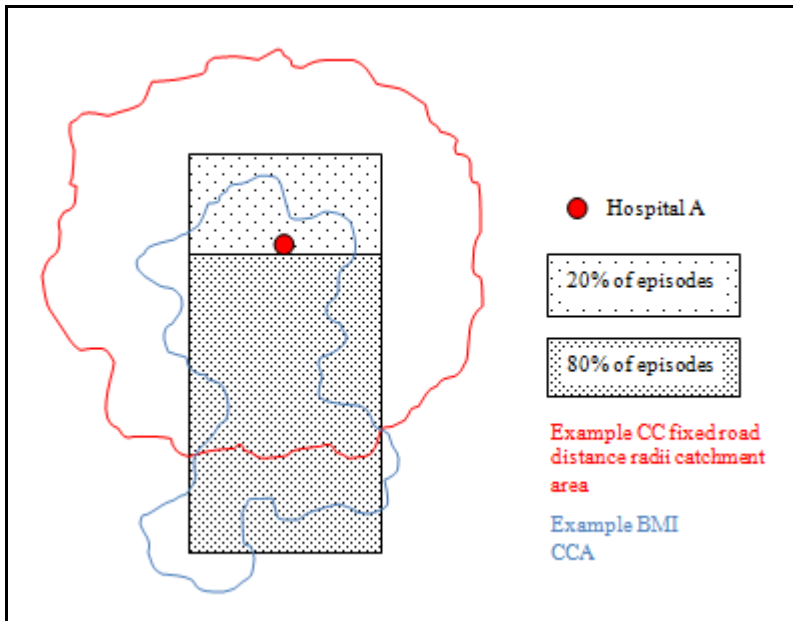 Hospital A
20% of episodes
80% of episodes
Example CC fixed road
distance radii catchment
area
Example BMI
CCA